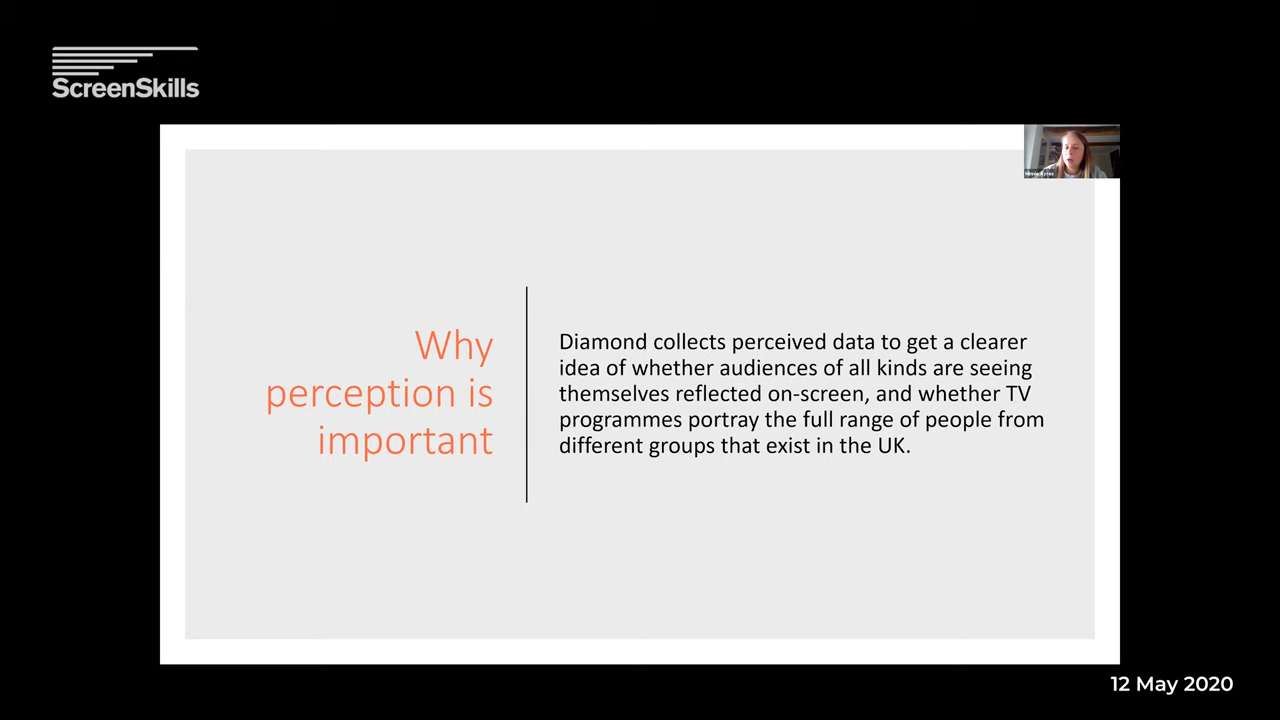 ScreenSkills
Why
perception is
important
Diamond collects perceived data to get a clearer
idea of whether audiences of all kinds are seeing
themselves reflected on-screen, and whether TV
programmes portray the full range of people from
different groups that exist in the UK.
12 May 2020